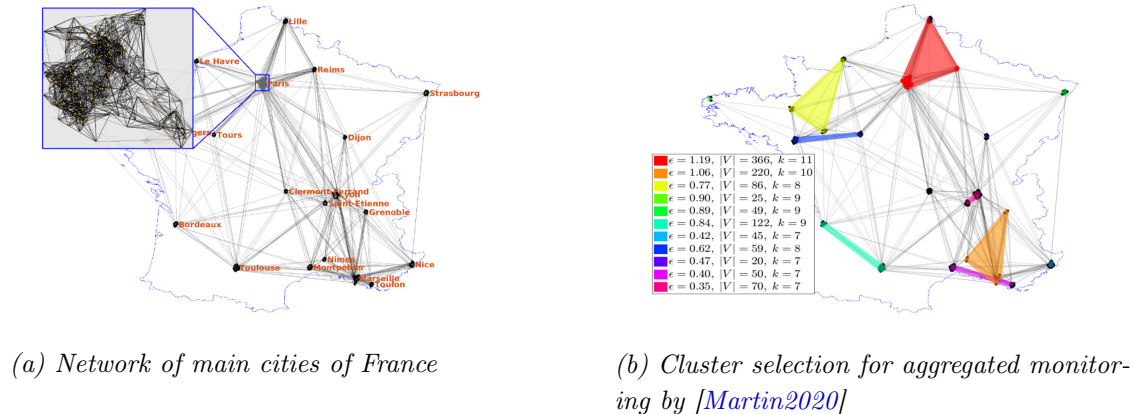 Lille
Le Havre
Reims
Paris
Strasbourg
Tours
Dijon
Clermont-Ferrand
Lyon
Saint-Etienne
Grenoble
Bordeaux
Nimes
Toulouse
Nice
Marseille
Toulon
ϵ = 1.19, |V| = 366, k = 11
ϵ = 1.06, |V| = 220, k = 10
ϵ = 0.77, |V| = 86, k = 8
ϵ = 0.90, |V| = 25, k = 9
ϵ = 0.89, |V| = 49, k = 9
ϵ = 0.84, |V| = 122, k = 9
ϵ = 0.42, |V| = 45, k = 7
ϵ = 0.62, |V| = 59, k = 8
ϵ = 0.47, |V| = 20, k = 7
ϵ = 0.40, |V| = 50, k = 7
ϵ = 0.35, |V| = 70, k = 7
(a) Network of main cities of France
(b) Cluster selection for aggregated monitor-
ing by [Martin2020]